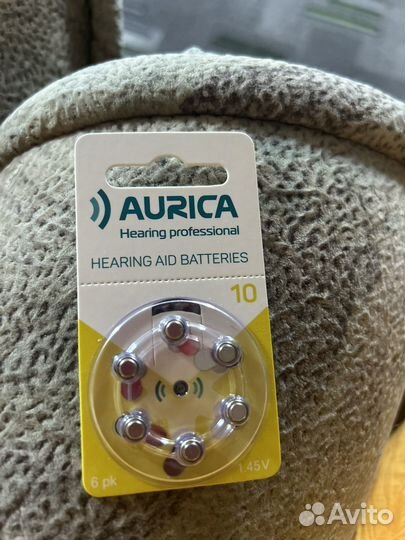 AURICA
Hearing professional
HEARING AID BATTERIES
10
6 pk
1.45V
Avito